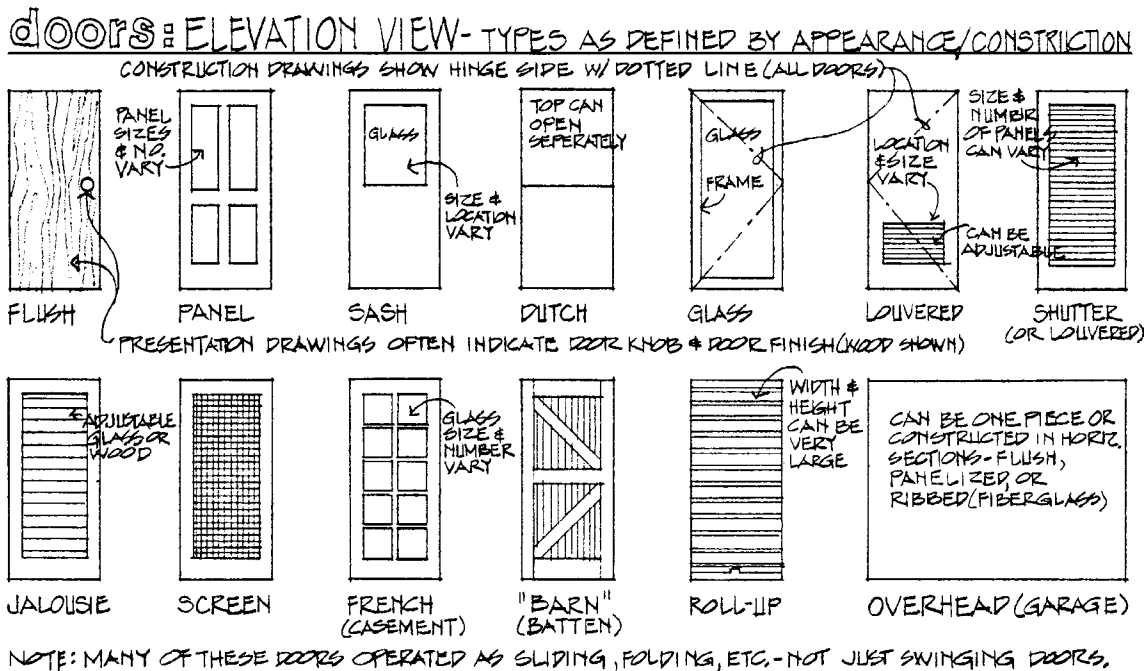 doors: ELEVATION VIEW- TYPES AS DEFINED BY APPEARANCE/CONSTRUCTION
CONSTRUCTION DRAWINGS SHOW HINGE SIDE W/ DOTTED LINE (ALL DOORS)
PANEL
SIZES
& NO.
VARY
GLASS
SIZE &
LOCATION
VARY
TOP CAN
OPEN
SEPERATELY
GLASS
FRAME
LOCATION
& SIZE
VARY
CAN BE
ADJUSTABLE
SIZE &
NUMBER
OF PANELS
CAN VARY
FLUSH
PANEL
SASH
DUTCH
GLASS
LOUVERED
SHUTTER
(OR LOUVERED)
PRESENTATION DRAWINGS OFTEN INDICATE DOOR KNOB & DOOR FINISH (WOOD SHOWN)
ADJUSTABLE
GLASS OR
WOOD
GLASS
SIZE &
NUMBER
VARY
WIDTH &
HEIGHT
CAN BE
VERY
LARGE
CAN BE ONE PIECE OR
CONSTRUCTED IN HORIZ.
SECTIONS-FLUSH,
PANELIZED, OR
RIBBED (FIBERGLASS)
JALOUSIE
SCREEN
FRENCH
(CASEMENT)
"BARN"
(BATTEN)
ROLL-UP
OVERHEAD (GARAGE)
NOTE: MANY OF THESE DOORS OPERATED AS SLIDING, FOLDING, ETC.-NOT JUST SWINGING DOORS.